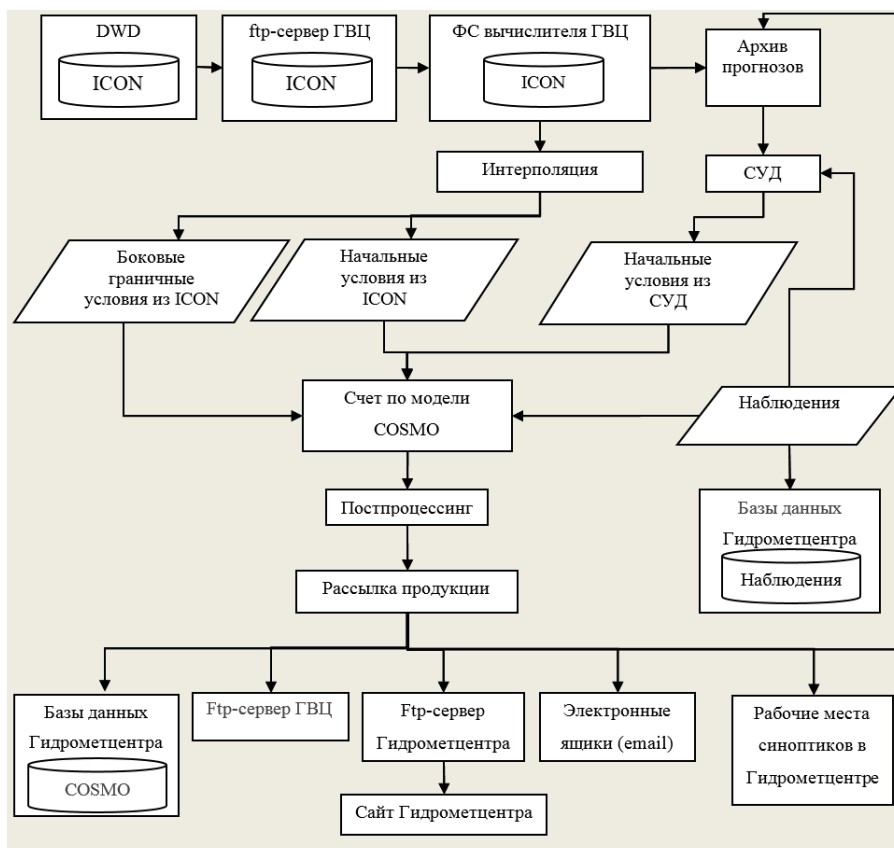 DWD
ICON
ftp-сервер ГВЦ
ICON
ФС вычислителя ГВЦ
ICON
Архив
прогнозов
Интерполяция
СУД
Боковые
граничные
условия из ICON
Начальные
условия из
ICON
Начальные
условия из
СУД
Счет по модели
COSMO
Наблюдения
Постпроцессинг
Базы данных
Гидрометцентра
Наблюдения
Рассылка продукции
Базы данных
Гидрометцентра
COSMO
Ftp-сервер ГВЦ
Ftp-сервер
Гидрометцентра
Электронные
ящики (email)
Рабочие места
синоптиков в
Гидрометцентре
Сайт Гидрометцентра